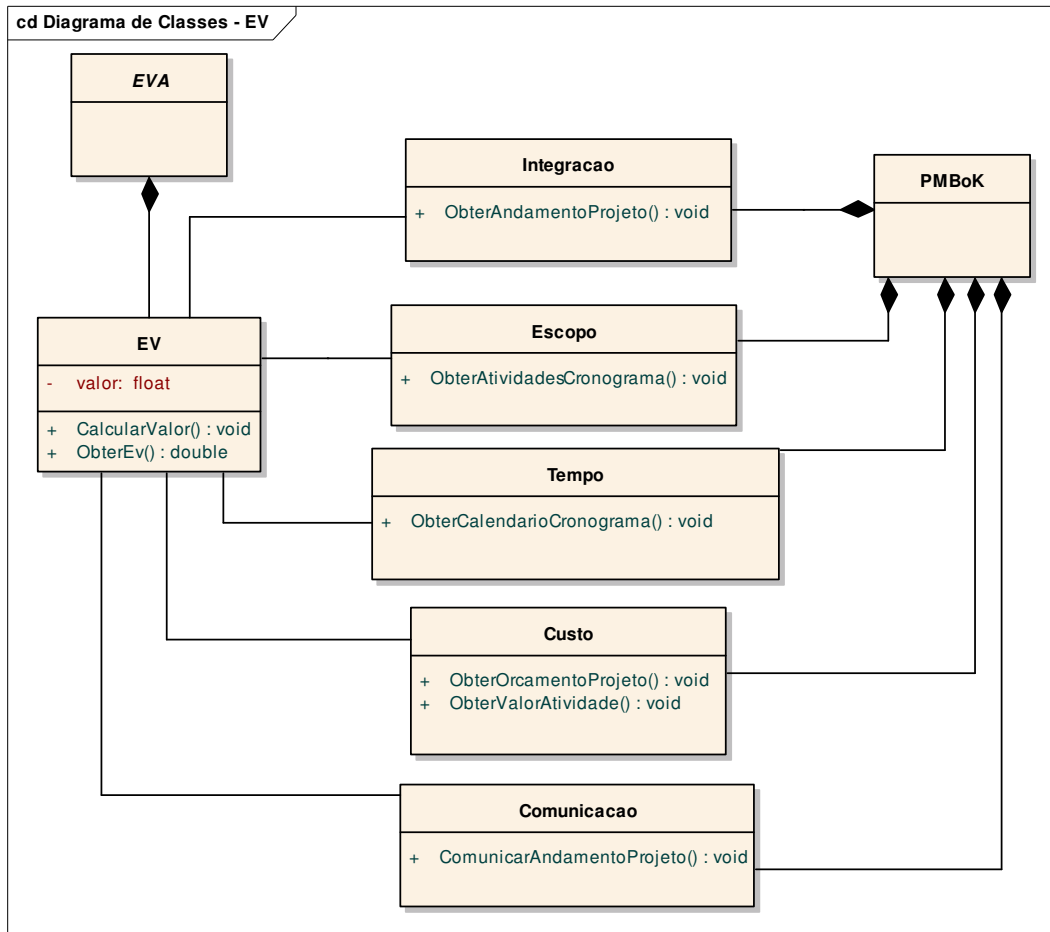 cd Diagrama de Classes - EV
EVA
Integracao
+ ObterAndamentoProjeto() : void
PMBoK
EV
- valor: float
+ CalcularValor() : void
+ ObterEv() : double
Escopo
+ ObterAtividadesCronograma() : void
Tempo
+ ObterCalendarioCronograma() : void
Custo
+ ObterOrcamentoProjeto() : void
+ ObterValorAtividade() : void
Comunicacao
+ ComunicarAndamentoProjeto() : void